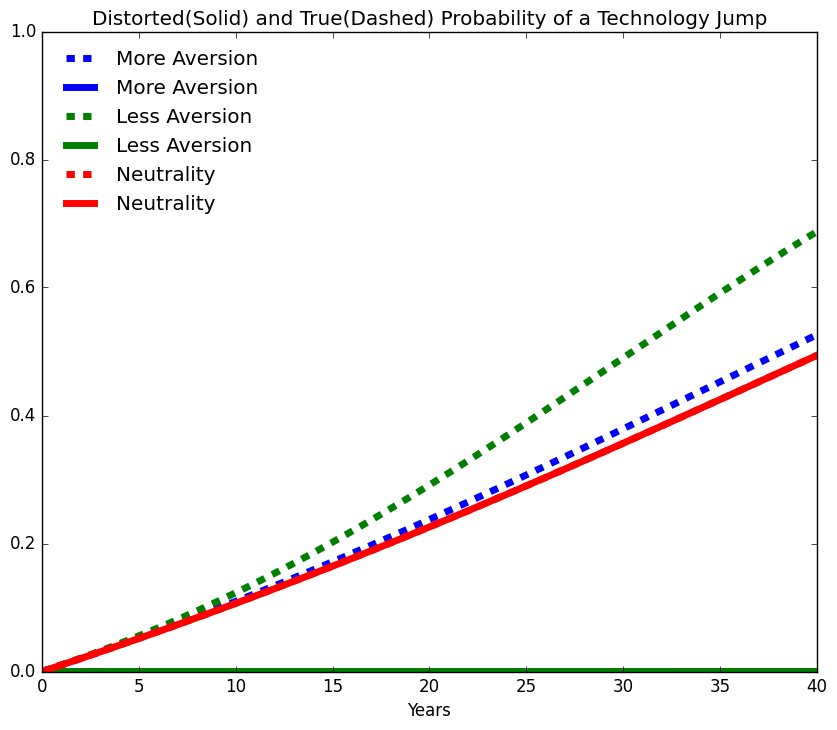 Distorted(Solid) and True(Dashed) Probability of a Technology Jump
1.0
More Aversion
More Aversion
Less Aversion
Less Aversion
Neutrality
Neutrality
0.8
0.6
0.4
0.2
0.0
0 5 10 15 20 25 30 35 40
Years